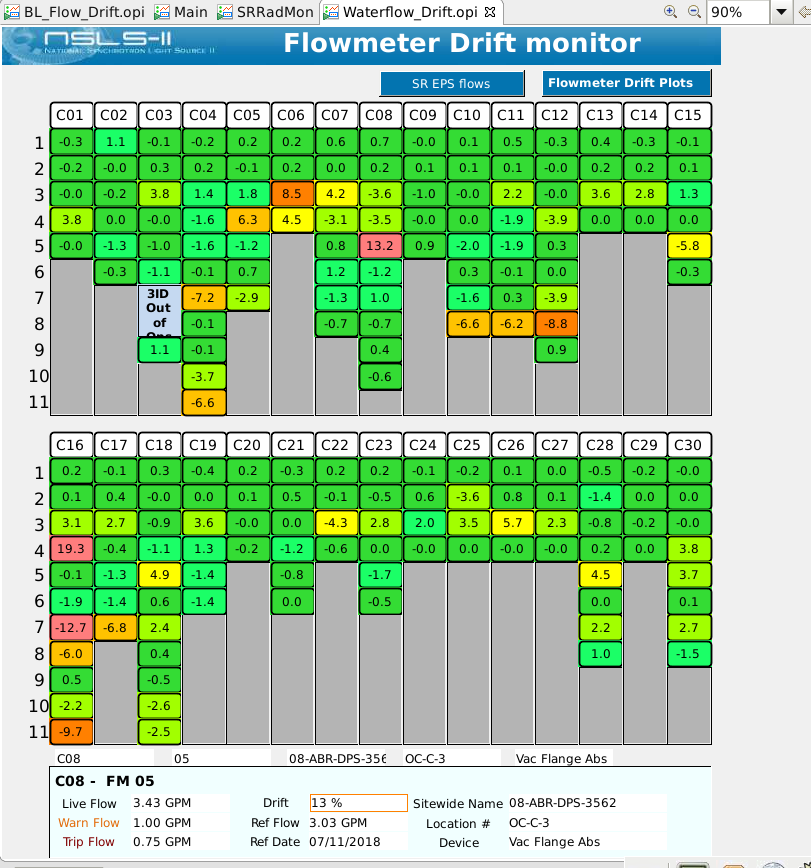 BL_Flow_Drift.opi Main SRRadMon Waterflow_Drift.opi 90%
NSLS-II Flowmeter Drift monitor
NATIONAL SYNCHROTRON LIGHT SOURCE II
SR EPS flows Flowmeter Drift Plots
C01 C02 C03 C04 C05 C06 C07 C08 C09 C10 C11 C12 C13 C14 C15
1 -0.3 1.1 -0.1 -0.2 0.2 0.2 0.6 0.7 -0.0 0.1 0.5 -0.3 0.4 -0.3 -0.1
2 -0.2 -0.0 0.3 0.2 -0.1 0.2 0.0 0.2 0.1 0.1 0.1 -0.0 0.2 0.2 0.1
3 -0.0 -0.2 3.8 1.4 1.8 8.5 4.2 -3.6 -1.0 -0.0 2.2 -0.0 3.6 2.8 1.3
4 3.8 0.0 -0.0 -1.6 6.3 4.5 -3.1 -3.5 -0.0 0.0 -1.9 -3.9 0.0 0.0 0.0
5 -0.0 -1.3 -1.0 -1.6 -1.2 0.8 13.2 0.9 -2.0 -1.9 0.3 -5.8
6 -0.3 -1.1 -0.1 0.7 1.2 -1.2 0.3 -0.1 0.0 -0.3
7 3ID Out of -7.2 -2.9 -1.3 1.0 -1.6 0.3 -3.9
8 -0.1 -0.7 -0.7 -6.6 -6.2 -8.8
9 1.1 -0.1 0.4 0.9
10 -3.7 -0.6
11 -6.6
C16 C17 C18 C19 C20 C21 C22 C23 C24 C25 C26 C27 C28 C29 C30
1 0.2 -0.1 0.3 -0.4 0.2 -0.3 0.2 0.2 -0.1 -0.2 0.1 0.0 -0.5 -0.2 -0.0
2 0.1 0.4 -0.0 0.0 0.1 0.5 -0.1 -0.5 0.6 -3.6 0.8 0.1 -1.4 0.0 0.0
3 3.1 2.7 -0.9 3.6 -0.0 0.0 -4.3 2.8 2.0 3.5 5.7 2.3 -0.8 -0.2 -0.0
4 19.3 -0.4 -1.1 1.3 -0.2 -1.2 -0.6 0.0 -0.0 0.0 -0.0 -0.0 0.2 0.0 3.8
5 -0.1 -1.3 4.9 -1.4 -0.8 -1.7 4.5 3.7
6 -1.9 -1.4 0.6 -1.4 0.0 -0.5 0.0 0.1
7 -12.7 -6.8 2.4 2.2 2.7
8 -6.0 0.4 1.0 -1.5
9 0.5 -0.5
10 -2.2 -2.6
11 -9.7 -2.5
C08 05 08-ABR-DPS-356 OC-C-3 Vac Flange Abs
C08 - FM 05
Live Flow 3.43 GPM Drift 13 % Sitewide Name 08-ABR-DPS-3562
Warn Flow 1.00 GPM Ref Flow 3.03 GPM Location # OC-C-3
Trip Flow 0.75 GPM Ref Date 07/11/2018 Device Vac Flange Abs